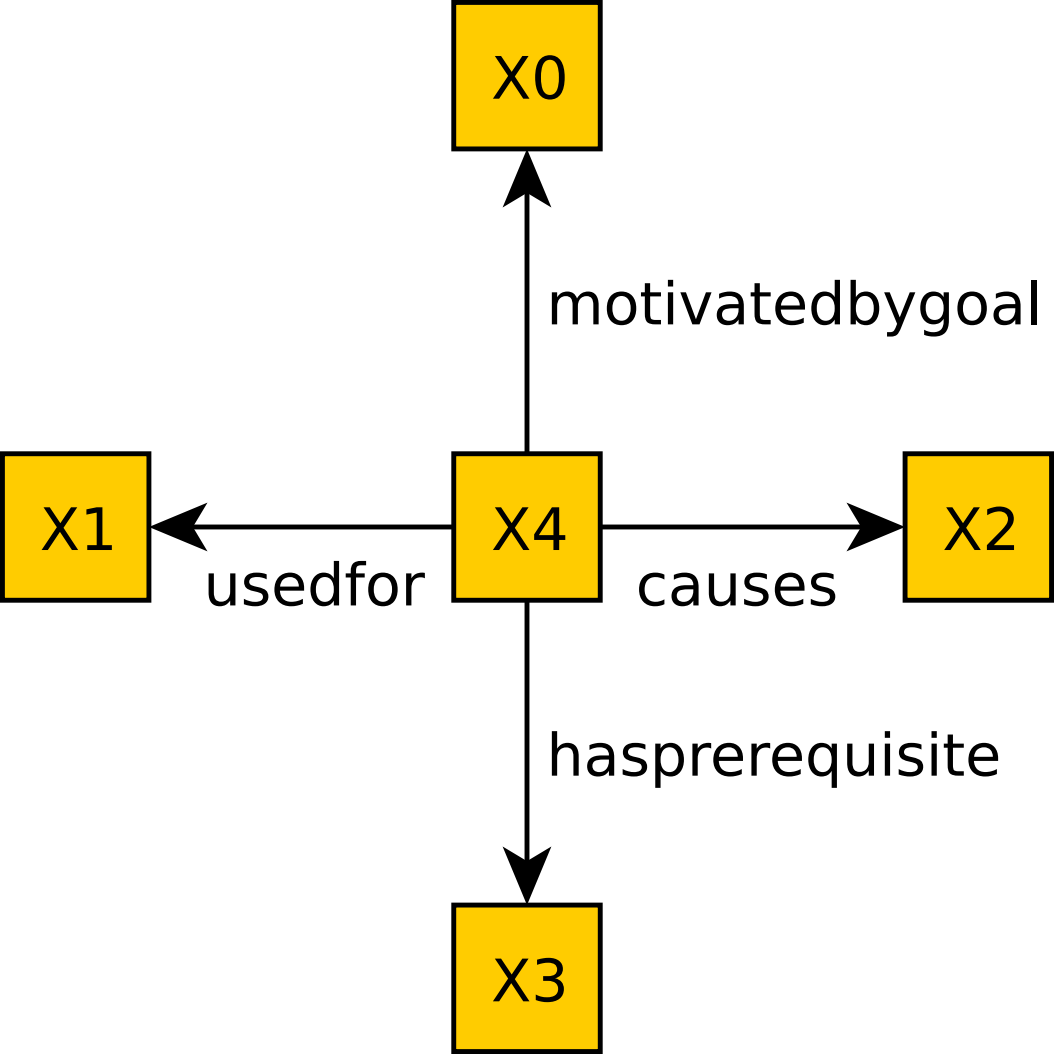 X0
motivatedbygoal
X1
X4
X2
usedfor
causes
hasprerequisite
X3